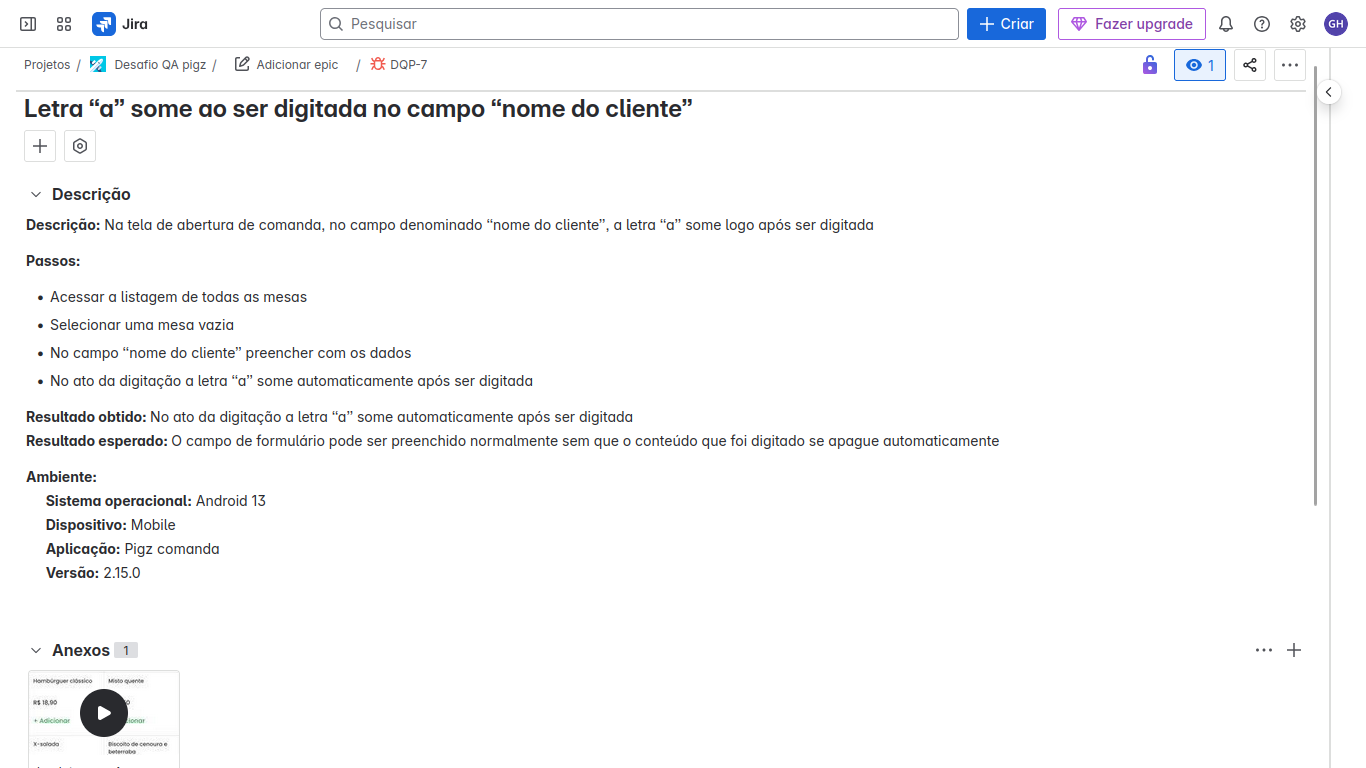 Jira
Pesquisar
Criar
Fazer upgrade
GH
Projetos / Desafio QA pigz / Adicionar epic / DQP-7
1
Letra “a” some ao ser digitada no campo “nome do cliente”
Descrição
Descrição: Na tela de abertura de comanda, no campo denominado “nome do cliente”, a letra “a” some logo após ser digitada
Passos:
• Acessar a listagem de todas as mesas
• Selecionar uma mesa vazia
• No campo “nome do cliente” preencher com os dados
• No ato da digitação a letra “a” some automaticamente após ser digitada
Resultado obtido: No ato da digitação a letra “a” some automaticamente após ser digitada
Resultado esperado: O campo de formulário pode ser preenchido normalmente sem que o conteúdo que foi digitado se apague automaticamente
Ambiente:
Sistema operacional: Android 13
Dispositivo: Mobile
Aplicação: Pigz comanda
Versão: 2.15.0
Anexos 1
Hambúrguer clássico Misto quente
R$ 18,90
+ Adicionar
X-salada Biscoito de cenoura e
beterraba